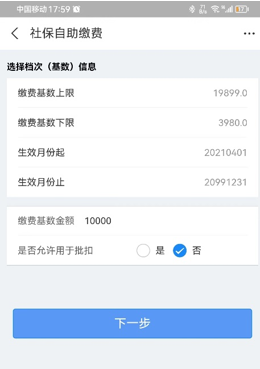 中国移动 17:59
社保自助缴费
选择档次（基数）信息
缴费基数上限 19899.0
缴费基数下限 3980.0
生效月份起 20210401
生效月份止 20991231
缴费基数金额 10000
是否允许用于批扣 是 否
下一步